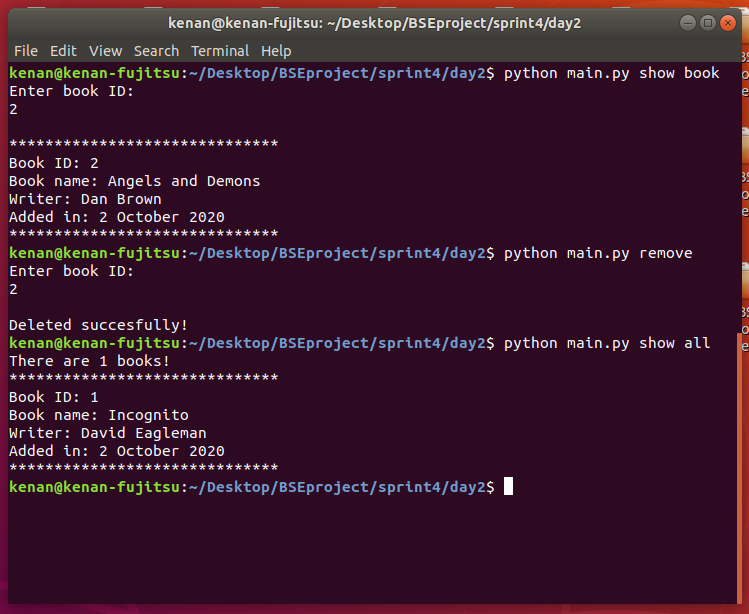 kenan@kenan-fujitsu: ~/Desktop/BSEproject/sprint4/day2
File Edit View Search Terminal Help
kenan@kenan-fujitsu:~/Desktop/BSEproject/sprint4/day2$ python main.py show book
Enter book ID:
2
******************************
Book ID: 2
Book name: Angels and Demons
Writer: Dan Brown
Added in: 2 October 2020
******************************
kenan@kenan-fujitsu:~/Desktop/BSEproject/sprint4/day2$ python main.py remove
Enter book ID:
2
Deleted succesfully!
kenan@kenan-fujitsu:~/Desktop/BSEproject/sprint4/day2$ python main.py show all
There are 1 books!
******************************
Book ID: 1
Book name: Incognito
Writer: David Eagleman
Added in: 2 October 2020
******************************
kenan@kenan-fujitsu:~/Desktop/BSEproject/sprint4/day2$